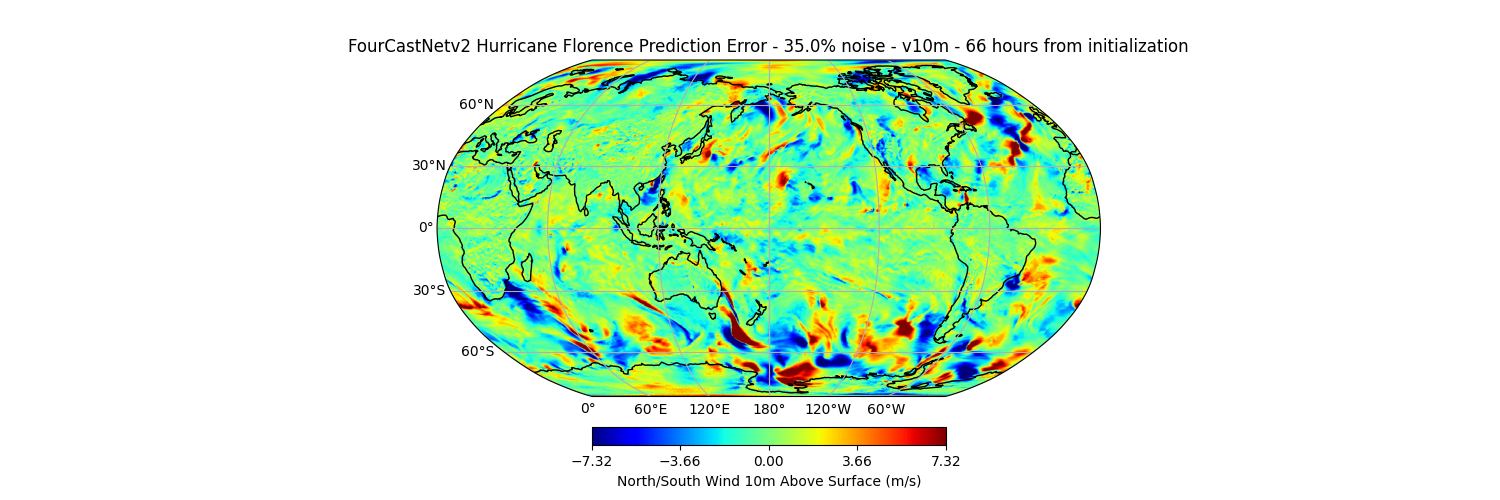 FourCastNetv2 Hurricane Florence Prediction Error - 35.0% noise - v10m - 66 hours from initialization
60°N
30°N
0°
30°S
60°S
0° 60°E 120°E 180° 120°W 60°W
−7.32 −3.66 0.00 3.66 7.32
North/South Wind 10m Above Surface (m/s)